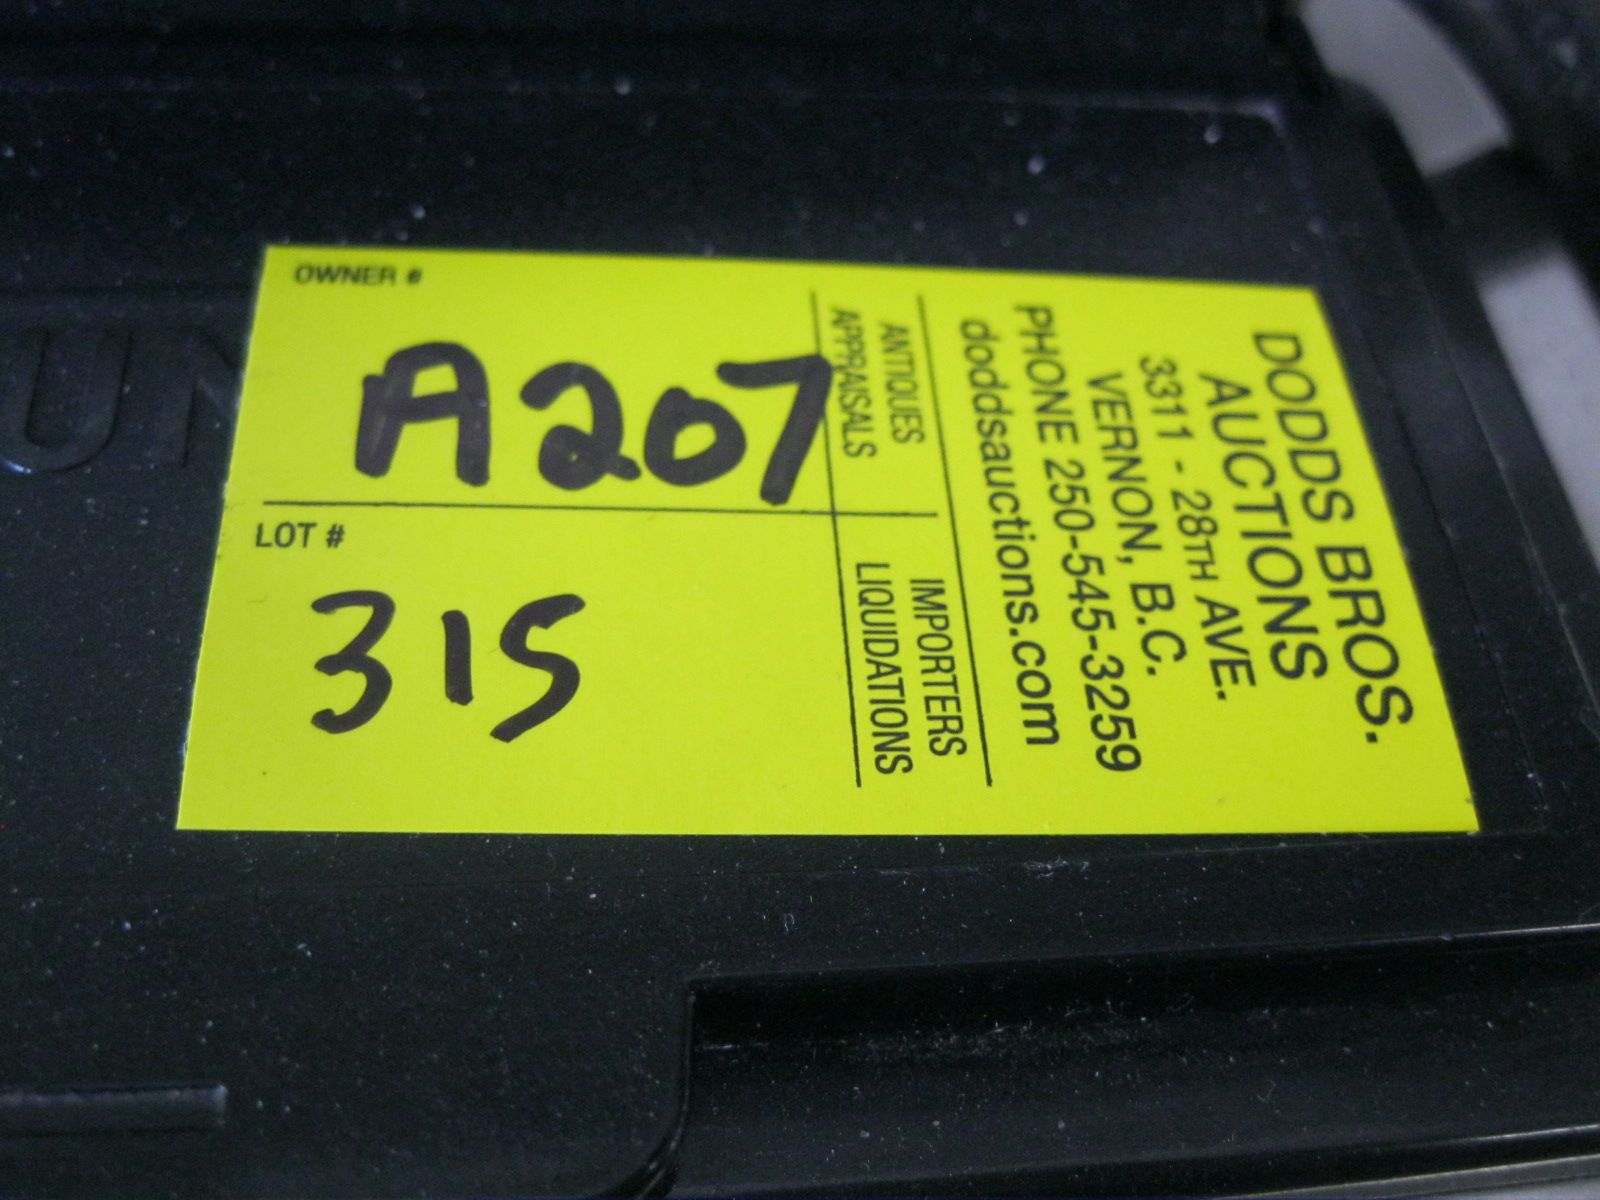 OWNER #
A207
LOT #
315
DODDS BROS.
AUCTIONS
3311 - 28TH AVE.
VERNON, B.C.
PHONE 250-545-3259
doddsauctions.com
ANTIQUES
APPRAISALS
IMPORTERS
LIQUIDATIONS